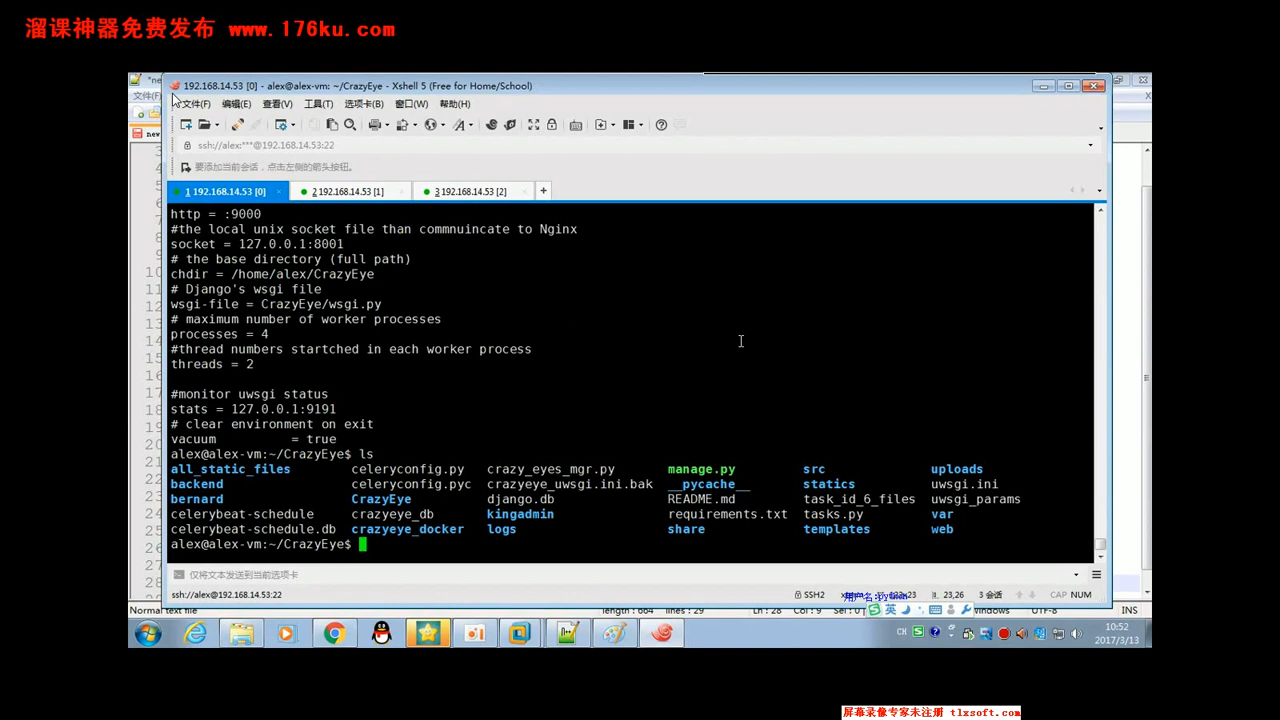 溜课神器免费发布 www.176ku.com
192.168.14.53 [0] - alex@alex-vm: ~/CrazyEye - Xshell 5 (Free for Home/School)
文件(F) 编辑(E) 查看(V) 工具(T) 选项卡(B) 窗口(W) 帮助(H)
ssh://alex:***@192.168.14.53:22
要添加当前会话，点击左侧的箭头按钮。
1 192.168.14.53 [0] 2 192.168.14.53 [1] 3 192.168.14.53 [2]
http = :9000
#the local unix socket file than commnuincate to Nginx
socket = 127.0.0.1:8001
# the base directory (full path)
chdir = /home/alex/CrazyEye
# Django's wsgi file
wsgi-file = CrazyEye/wsgi.py
# maximum number of worker processes
processes = 4
#thread numbers startched in each worker process
threads = 2
#monitor uwsgi status
stats = 127.0.0.1:9191
# clear environment on exit
vacuum = true
alex@alex-vm:~/CrazyEye$ ls
all_static_files celeryconfig.py crazy_eyes_mgr.py manage.py src uploads
backend celeryconfig.pyc crazyeye_uwsgi.ini.bak __pycache__ statics uwsgi.ini
bernard CrazyEye django.db README.md task_id_6_files uwsgi_params
celerybeat-schedule crazyeye_db kingadmin requirements.txt tasks.py var
celerybeat-schedule.db crazyeye_docker logs share templates web
alex@alex-vm:~/CrazyEye$
仅将文本发送到当前选项卡
ssh://alex@192.168.14.53:22 SSH2 23,26 3 会话 CAP NUM
Normal text file length : 664 lines : 29 Ln : 28 Col : 9 UTF-8 INS
英
CH 10:52
2017/3/13
屏幕录像专家未注册 tlxsoft.com